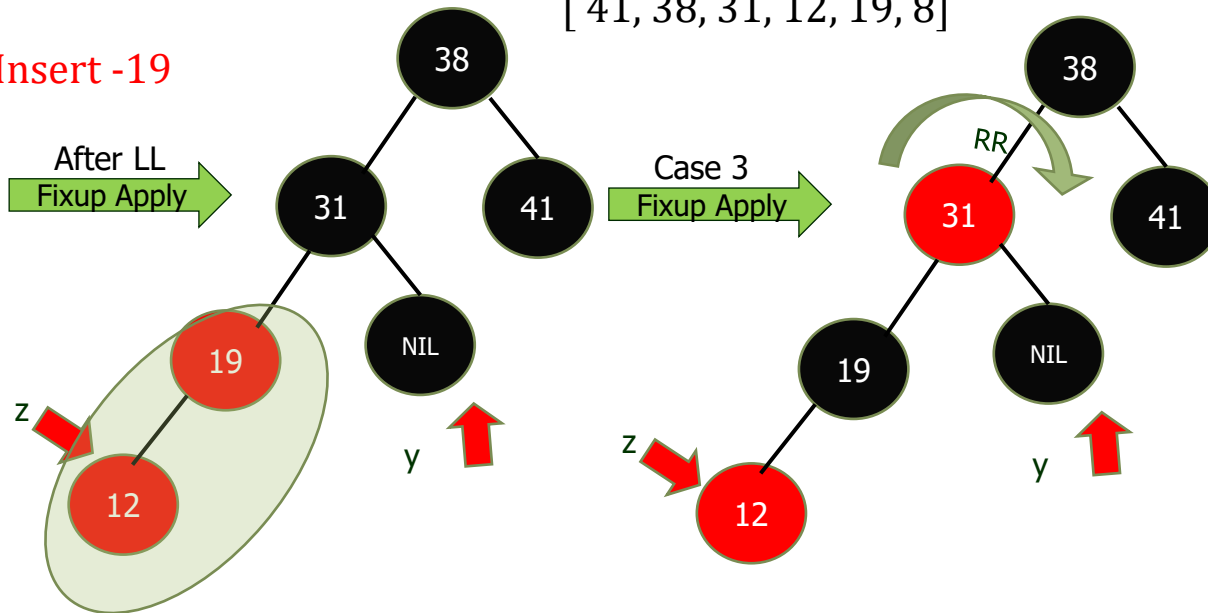 [ 41, 38, 31, 12, 19, 8]
Insert -19
After LL
Fixup Apply
38
31
41
19
NIL
z
12
y
Case 3
Fixup Apply
38
RR
31
41
19
NIL
z
12
y